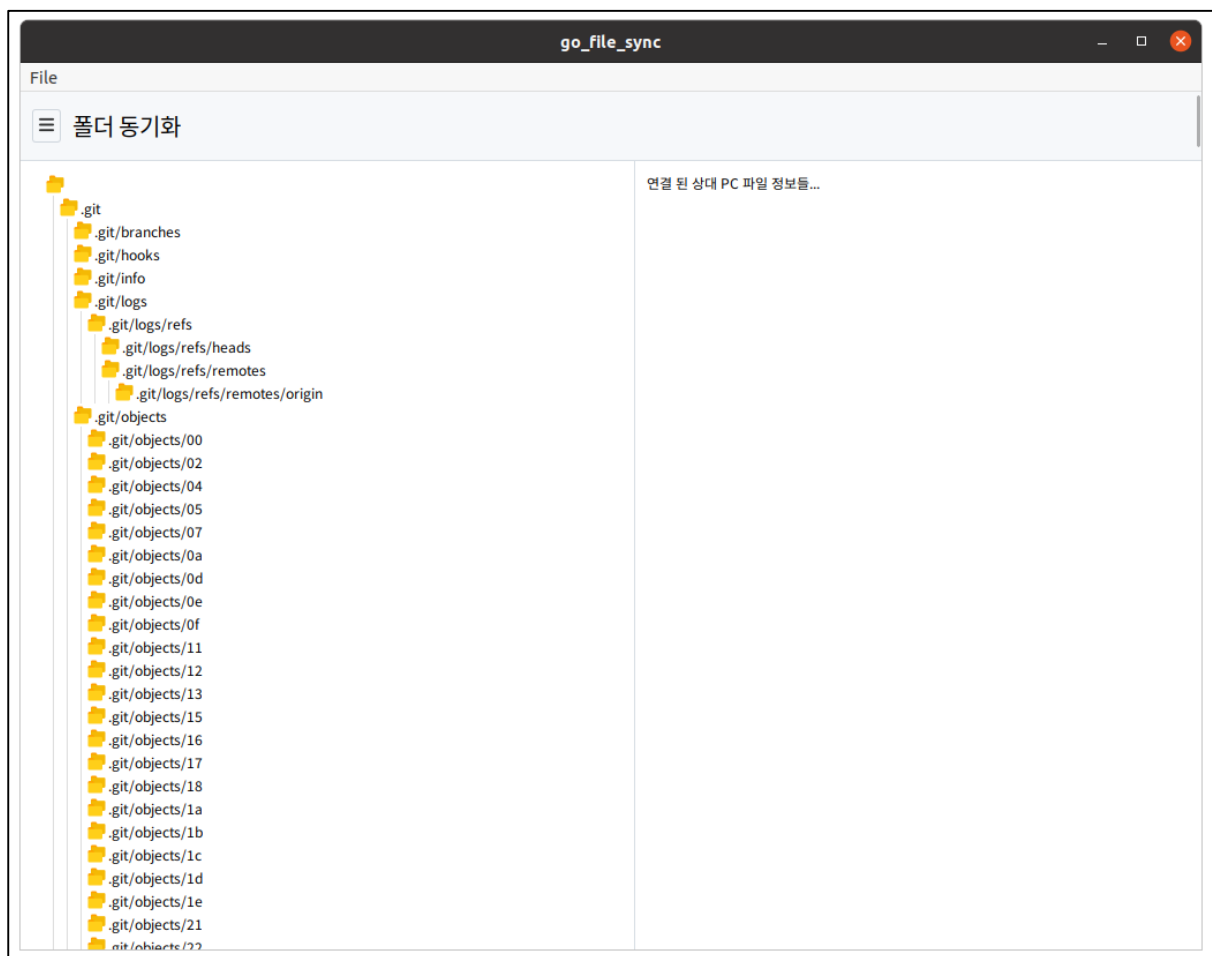 go_file_sync
File
폴더 동기화
.git
.git/branches
.git/hooks
.git/info
.git/logs
.git/logs/refs
.git/logs/refs/heads
.git/logs/refs/remotes
.git/logs/refs/remotes/origin
.git/objects
.git/objects/00
.git/objects/02
.git/objects/04
.git/objects/05
.git/objects/07
.git/objects/0a
.git/objects/0d
.git/objects/0e
.git/objects/0f
.git/objects/11
.git/objects/12
.git/objects/13
.git/objects/15
.git/objects/16
.git/objects/17
.git/objects/18
.git/objects/1a
.git/objects/1b
.git/objects/1c
.git/objects/1d
.git/objects/1e
.git/objects/21
.git/objects/22
연결 된 상대 PC 파일 정보들...